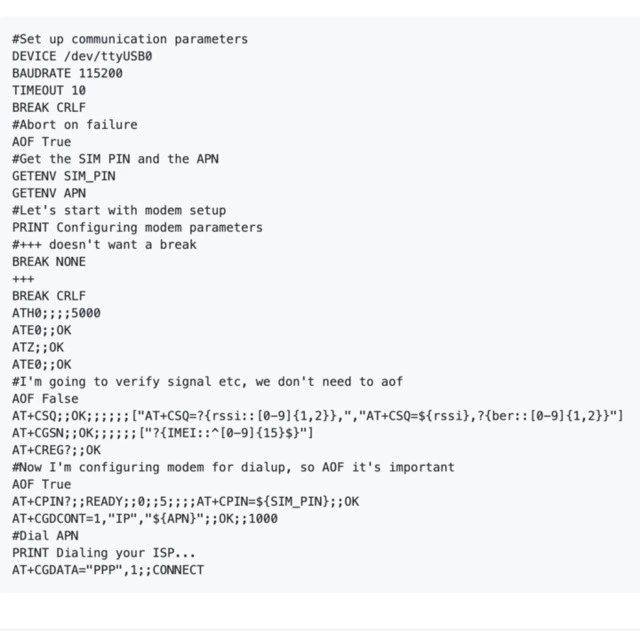 #Set up communication parameters
DEVICE /dev/ttyUSB0
BAUDRATE 115200
TIMEOUT 10
BREAK CRLF
#Abort on failure
AOF True
#Get the SIM PIN and the APN
GETENV SIM_PIN
GETENV APN
#Let's start with modem setup
PRINT Configuring modem parameters
#+++ doesn't want a break
BREAK NONE
+++
BREAK CRLF
ATH0;;;;5000
ATE0;;OK
ATZ;;OK
ATE0;;OK
#I'm going to verify signal etc, we don't need to aof
AOF False
AT+CSQ;;OK;;;;;;["AT+CSQ=?{rssi::[0-9]{1,2}},","AT+CSQ=${rssi},?{ber::[0-9]{1,2}}"]
AT+CGSN;;OK;;;;;;["?{IMEI::^[0-9]{15}$}"]
AT+CREG?;;OK
#Now I'm configuring modem for dialup, so AOF it's important
AOF True
AT+CPIN?;;READY;;0;;5;;;;AT+CPIN=${SIM_PIN};;OK
AT+CGDCONT=1,"IP","${APN}";;OK;;1000
#Dial APN
PRINT Dialing your ISP...
AT+CGDATA="PPP",1;;CONNECT